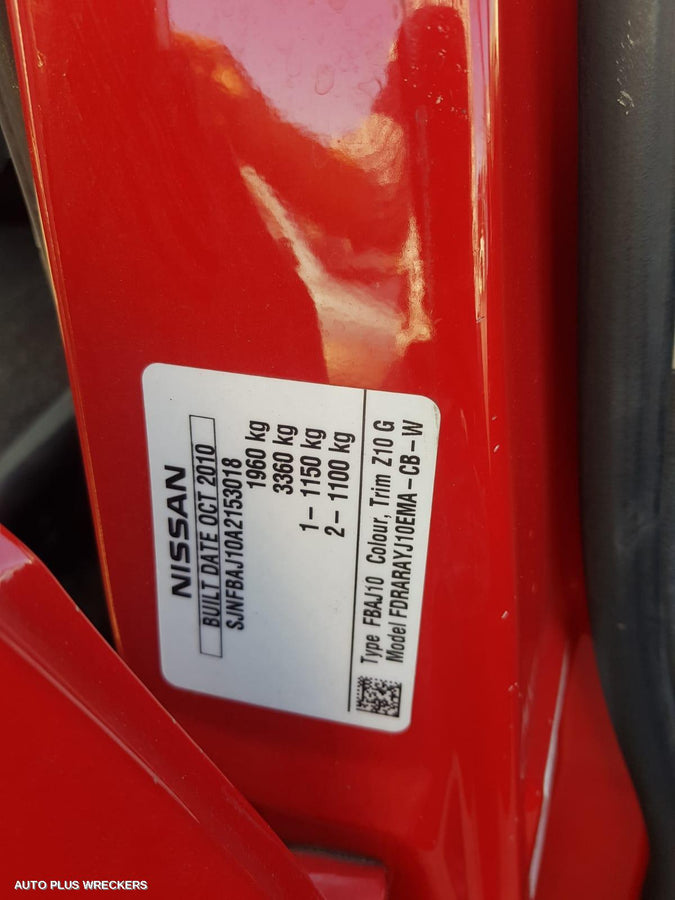 NISSAN
BUILT DATE OCT 2010
SJNFBAJ10A2153018
1960 kg
3360 kg
1- 1150 kg
2- 1100 kg
Type FBAJ10 Colour, Trim Z10 G
Model FDRARAYJ10EMA-CB-W
AUTO PLUS WRECKERS